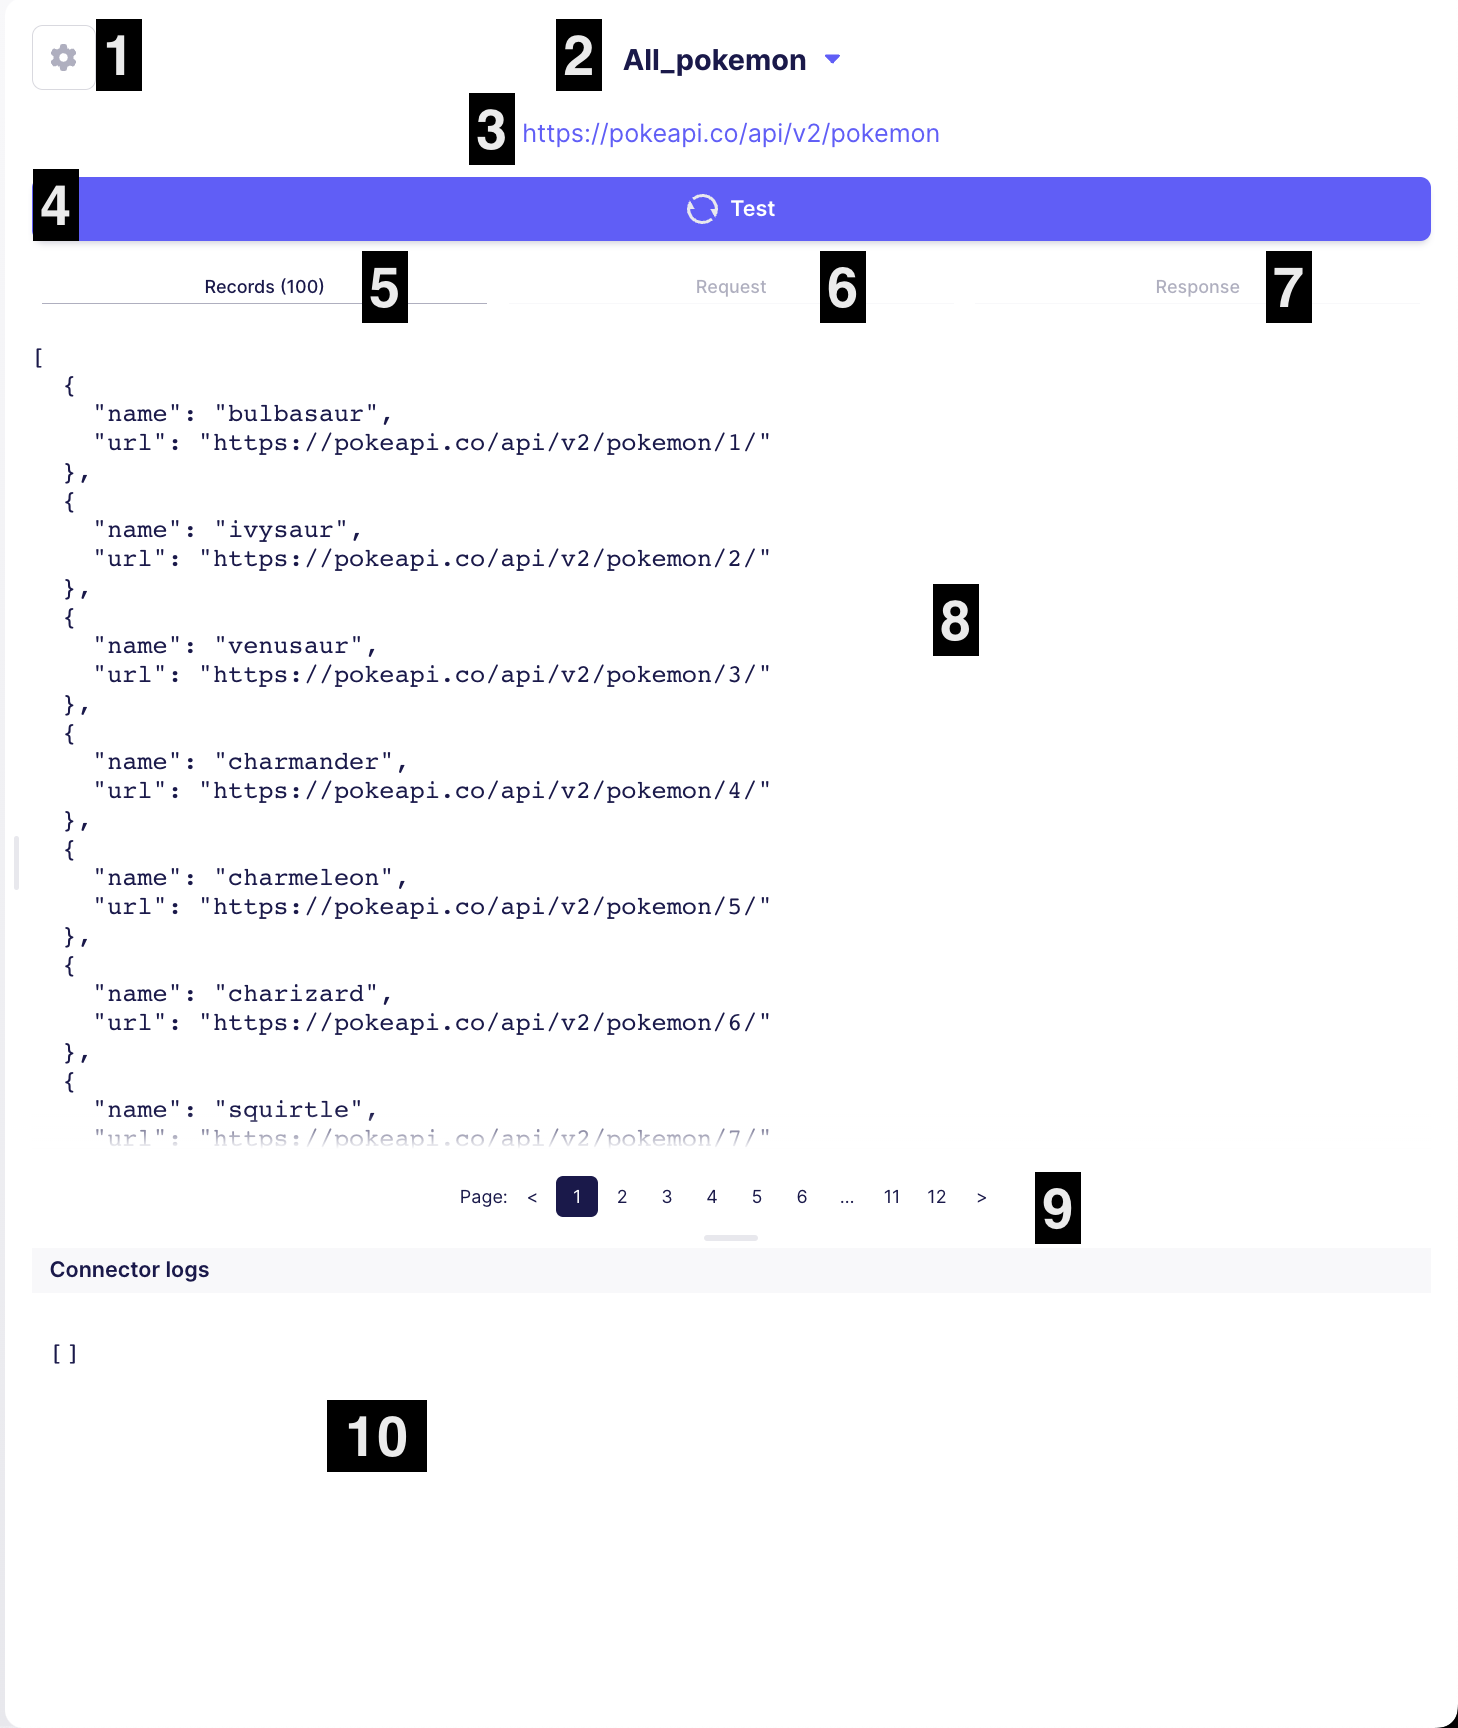 1
2 All_pokemon
3 https://pokeapi.co/api/v2/pokemon
4 Test
Records (100) 5 Request 6 Response 7
[
  {
    "name": "bulbasaur",
    "url": "https://pokeapi.co/api/v2/pokemon/1/"
  },
  {
    "name": "ivysaur",
    "url": "https://pokeapi.co/api/v2/pokemon/2/"
  },
  {
    "name": "venusaur",
    "url": "https://pokeapi.co/api/v2/pokemon/3/"
  },
  {
    "name": "charmander",
    "url": "https://pokeapi.co/api/v2/pokemon/4/"
  },
  {
    "name": "charmeleon",
    "url": "https://pokeapi.co/api/v2/pokemon/5/"
  },
  {
    "name": "charizard",
    "url": "https://pokeapi.co/api/v2/pokemon/6/"
  },
  {
    "name": "squirtle",
    "url": "https://pokeapi.co/api/v2/pokemon/7/"
8
Page: < 1 2 3 4 5 6 ... 11 12 > 9
Connector logs
[]
10